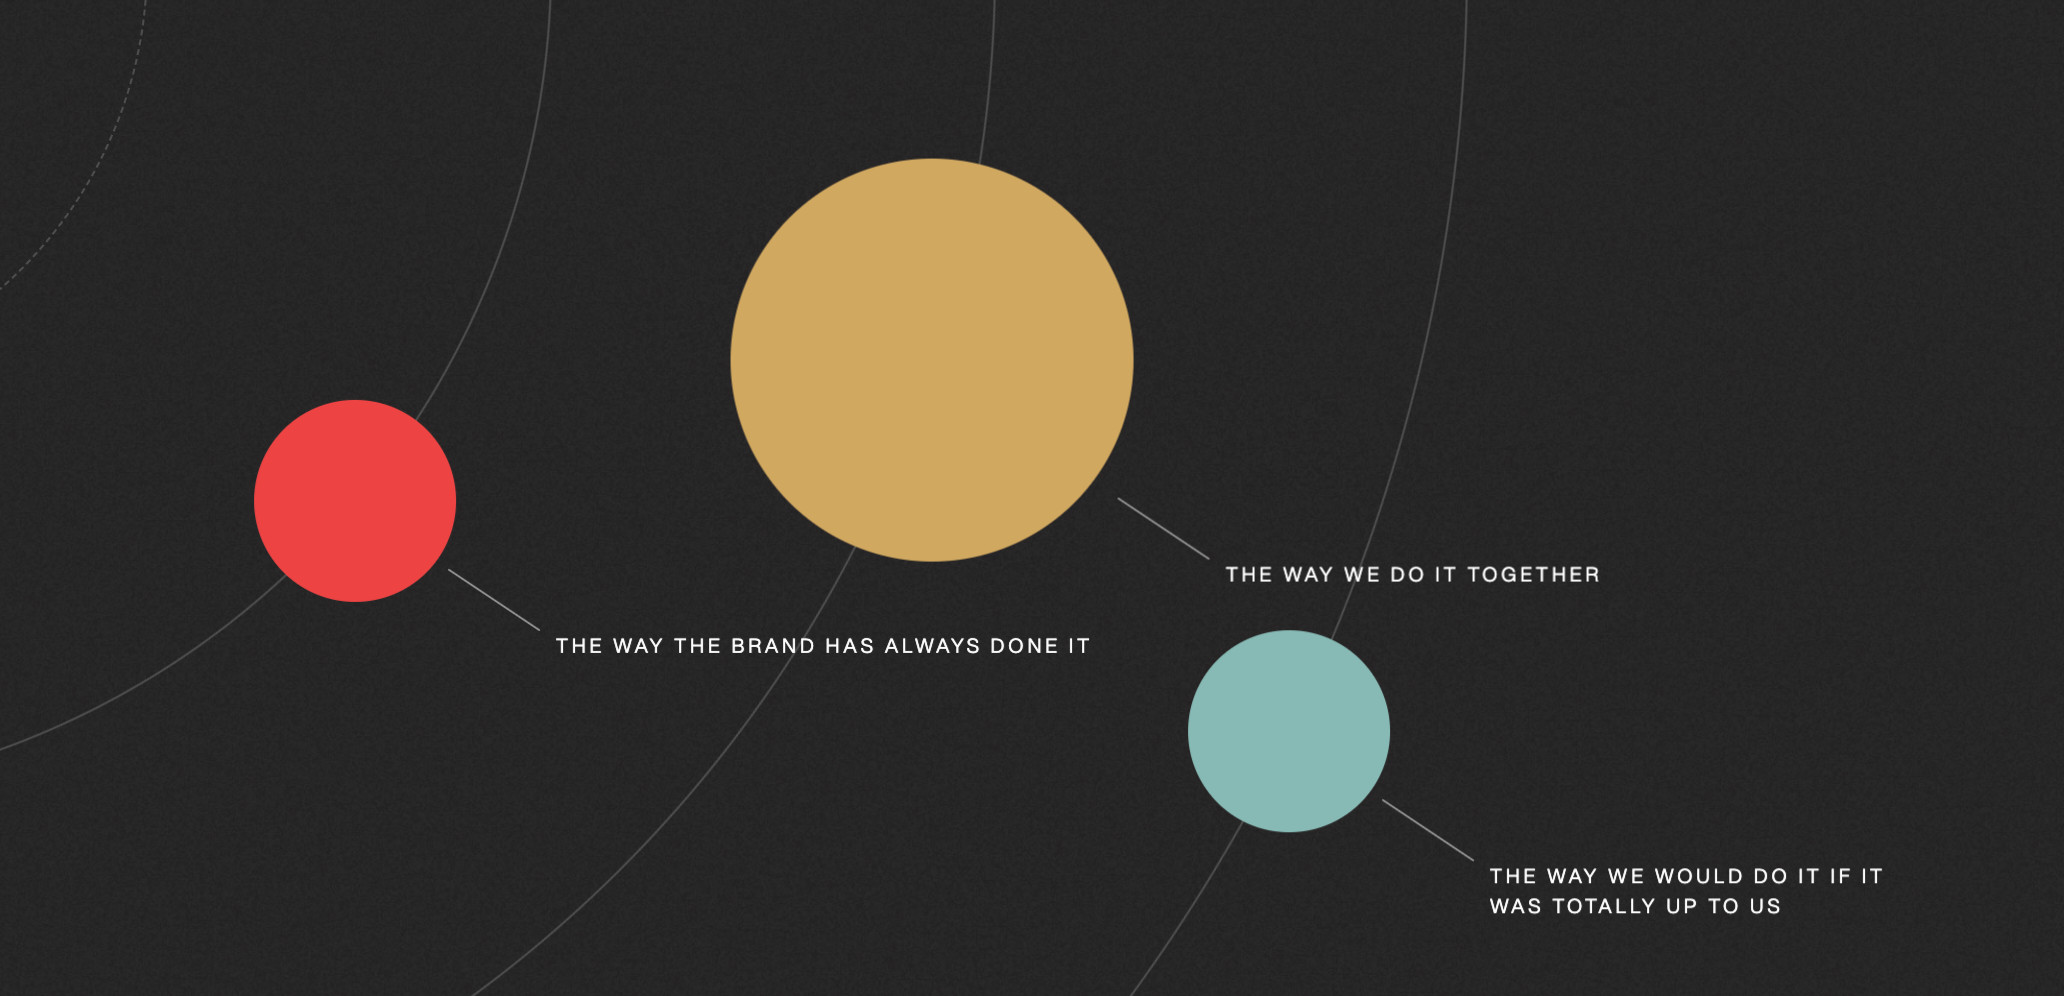 THE WAY WE DO IT TOGETHER
THE WAY THE BRAND HAS ALWAYS DONE IT
THE WAY WE WOULD DO IT IF IT
WAS TOTALLY UP TO US